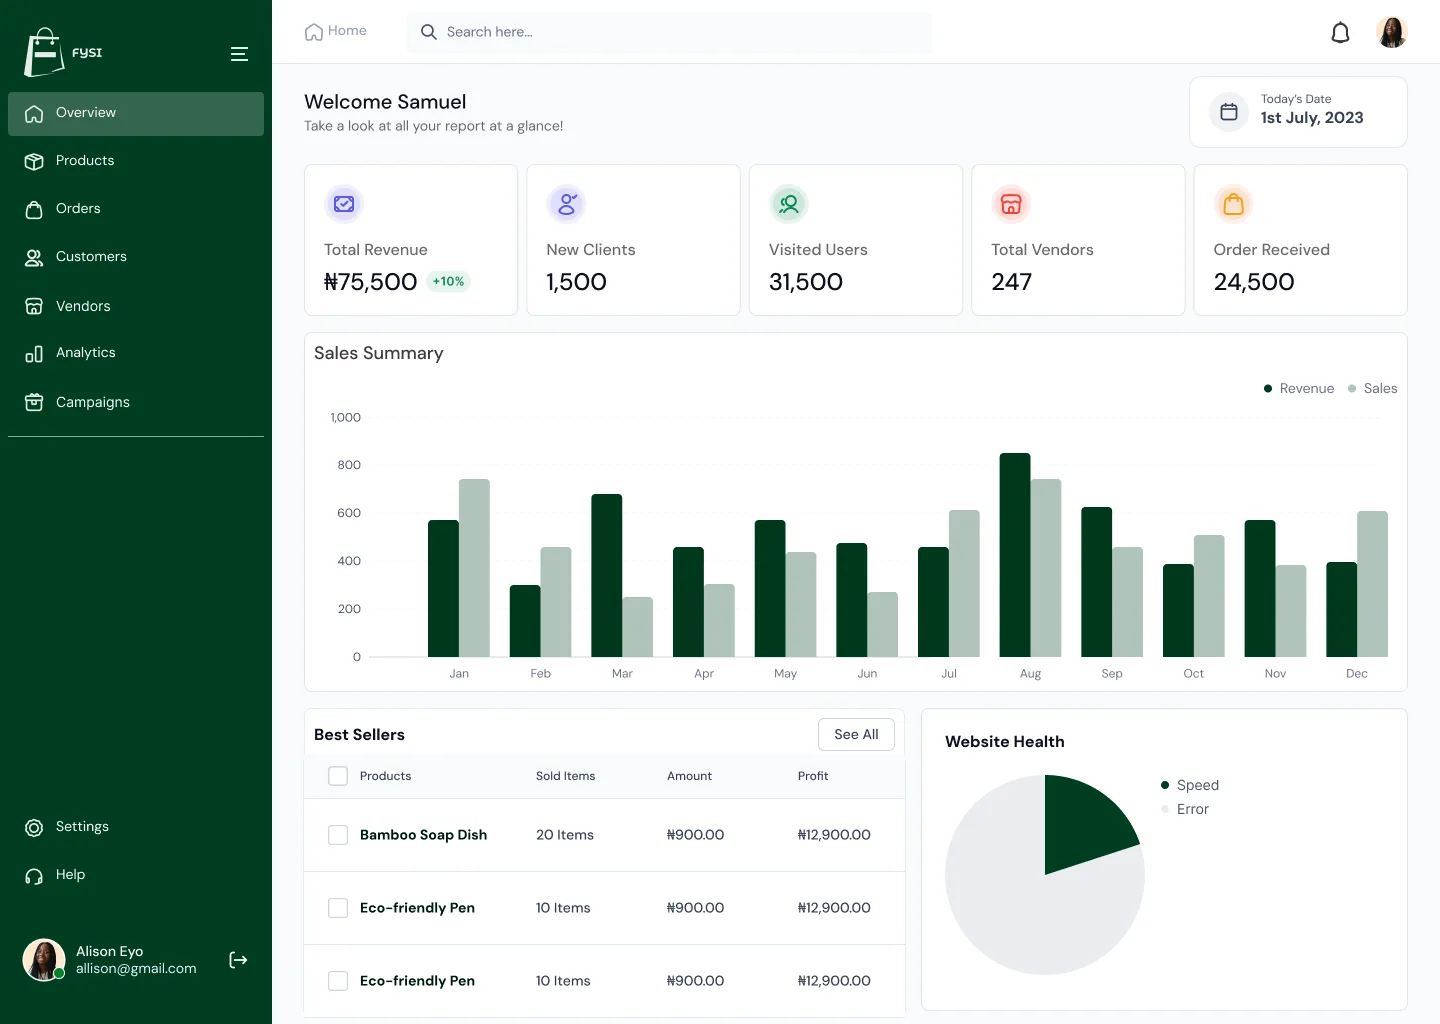 FYSI
Overview
Products
Orders
Customers
Vendors
Analytics
Campaigns
Settings
Help
Alison Eyo
allison@gmail.com
Home
Search here...
Welcome Samuel
Take a look at all your report at a glance!
Today's Date
1st July, 2023
Total Revenue
₦75,500 +10%
New Clients
1,500
Visited Users
31,500
Total Vendors
247
Order Received
24,500
Sales Summary
Revenue Sales
1,000
800
600
400
200
0
Jan Feb Mar Apr May Jun Jul Aug Sep Oct Nov Dec
Best Sellers
See All
Products Sold Items Amount Profit
Bamboo Soap Dish 20 Items ₦900.00 ₦12,900.00
Eco-friendly Pen 10 Items ₦900.00 ₦12,900.00
Eco-friendly Pen 10 Items ₦900.00 ₦12,900.00
Website Health
Speed
Error